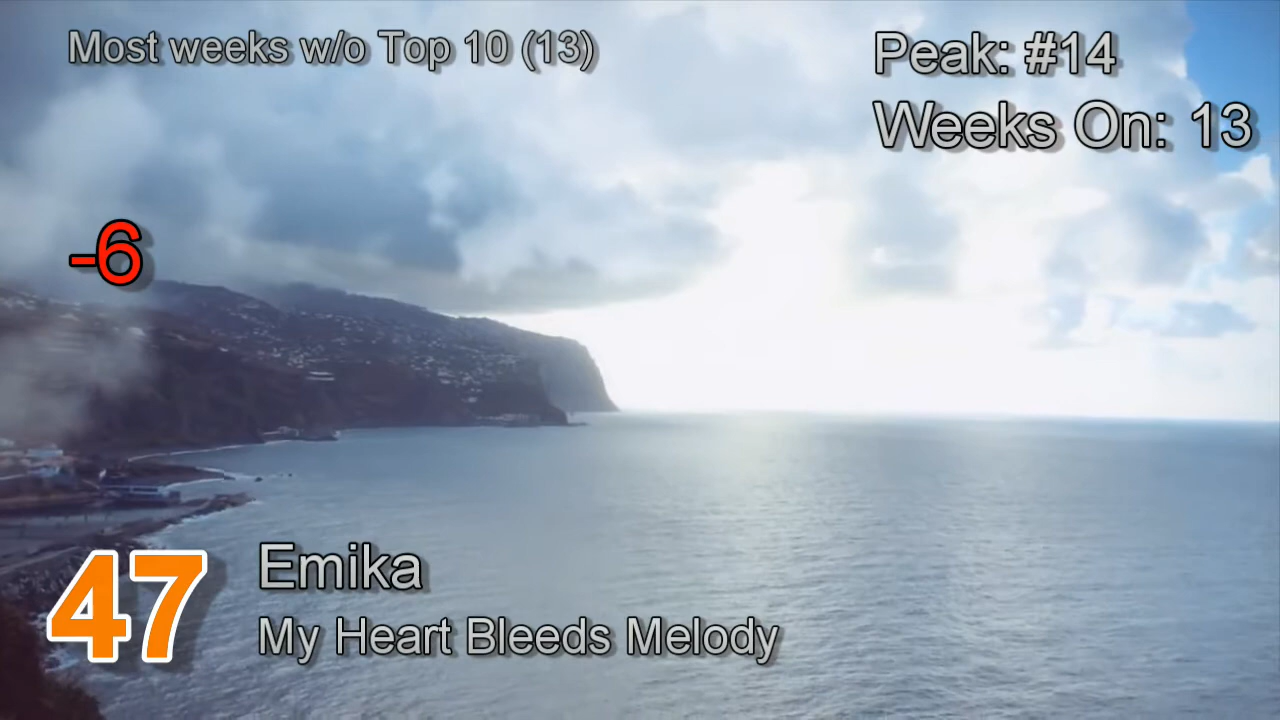 Most weeks w/o Top 10 (13)
Peak: #14
Weeks On: 13
-6
47
Emika
My Heart Bleeds Melody